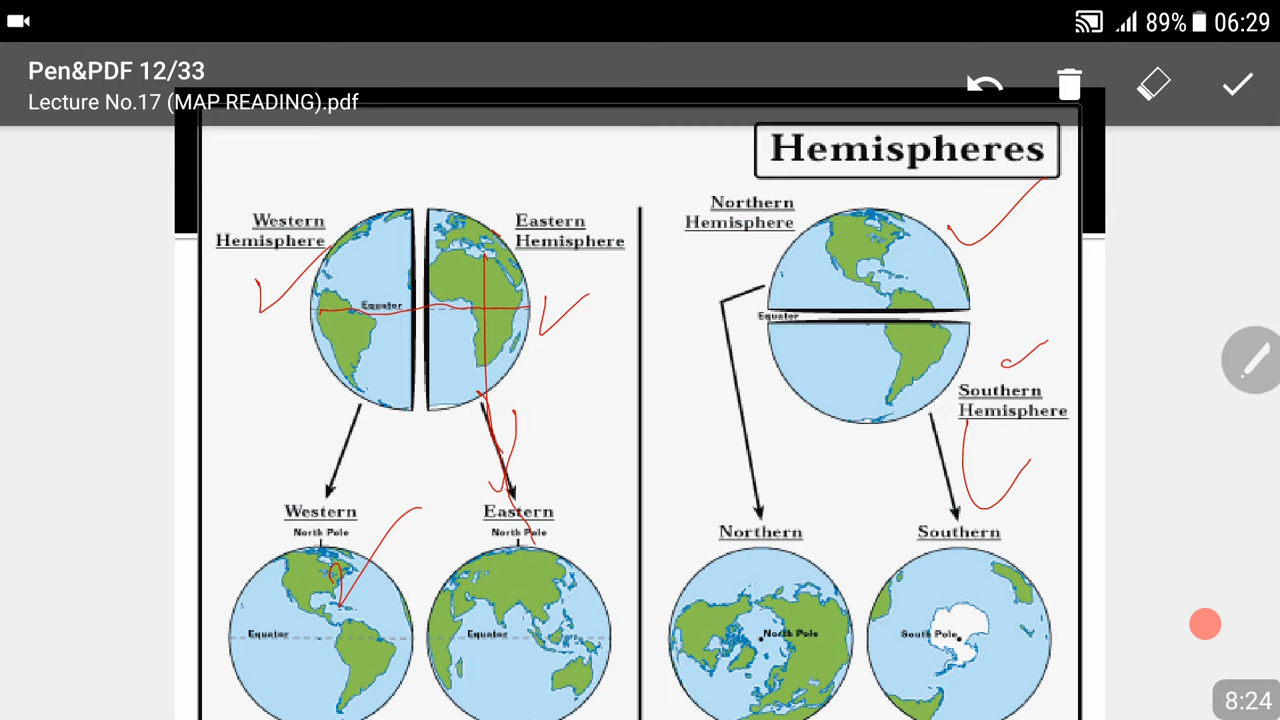 89% 06:29
Pen&PDF 12/33
Lecture No.17 (MAP READING).pdf
Hemispheres
Western
Hemisphere
Eastern
Hemisphere
Equator
Northern
Hemisphere
Equator
Southern
Hemisphere
Western
North Pole
Equator
Eastern
North Pole
Equator
Northern
North Pole
Southern
South Pole
8:24